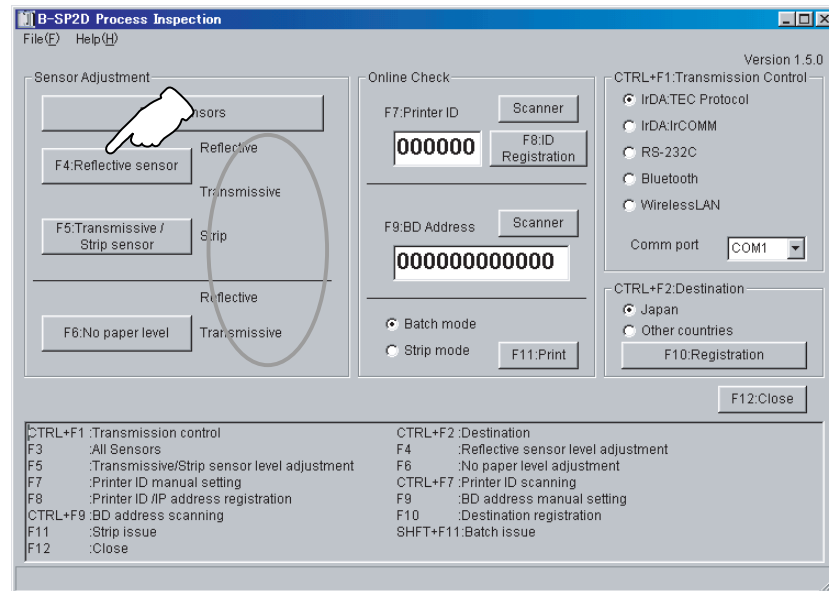 B-SP2D Process Inspection
File(F) Help(H)
Version 1.5.0
Sensor Adjustment
F4:Reflective sensor
Reflective
Transmissive
F5:Transmissive /
Strip sensor
Strip
Reflective
F6:No paper level
Transmissive
Online Check
F7:Printer ID
Scanner
000000
F8:ID
Registration
F9:BD Address
Scanner
000000000000
Batch mode
Strip mode
F11:Print
CTRL+F1:Transmission Control
IrDA:TEC Protocol
IrDA:IrCOMM
RS-232C
Bluetooth
WirelessLAN
Comm port
COM1
CTRL+F2:Destination
Japan
Other countries
F10:Registration
F12:Close
CTRL+F1 :Transmission control
F3 :All Sensors
F5 :Transmissive/Strip sensor level adjustment
F7 :Printer ID manual setting
F8 :Printer ID /IP address registration
CTRL+F9 :BD address scanning
F11 :Strip issue
F12 :Close
CTRL+F2 :Destination
F4 :Reflective sensor level adjustment
F6 :No paper level adjustment
CTRL+F7 :Printer ID scanning
F9 :BD address manual setting
F10 :Destination registration
SHFT+F11:Batch issue